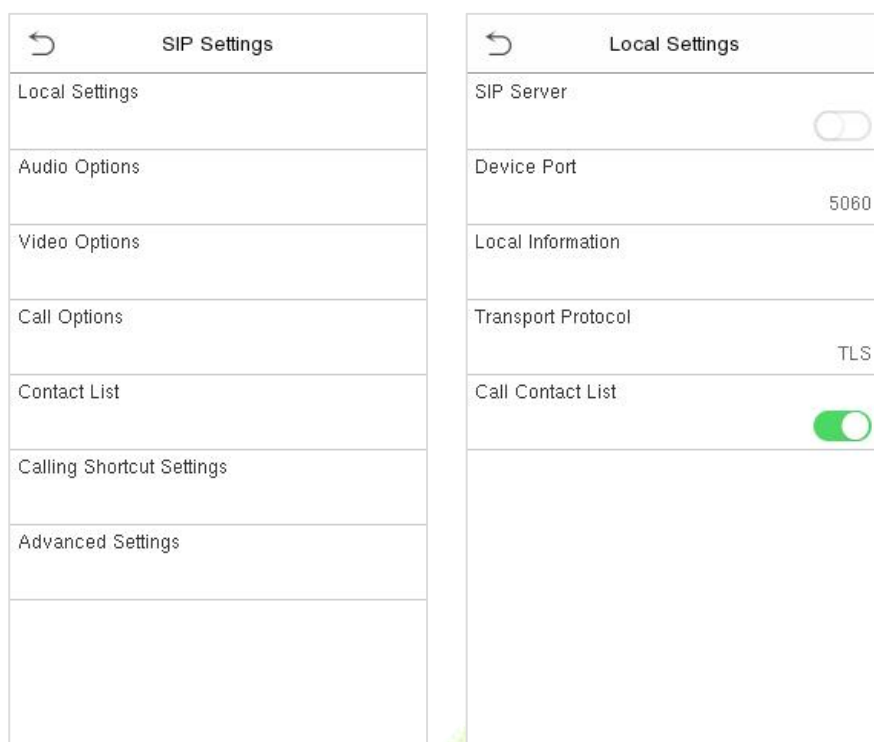 SIP Settings
Local Settings
Audio Options
Video Options
Call Options
Contact List
Calling Shortcut Settings
Advanced Settings
Local Settings
SIP Server
Device Port
5060
Local Information
Transport Protocol
TLS
Call Contact List